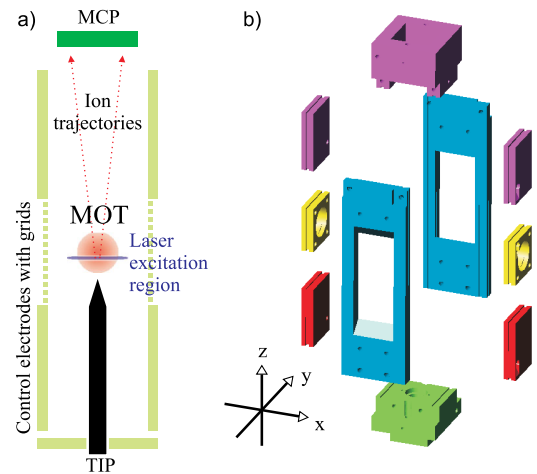 a)
MCP
Ion
trajectories
MOT
Laser
excitation
region
Control electrodes with grids
TIP
b)
z
y
x